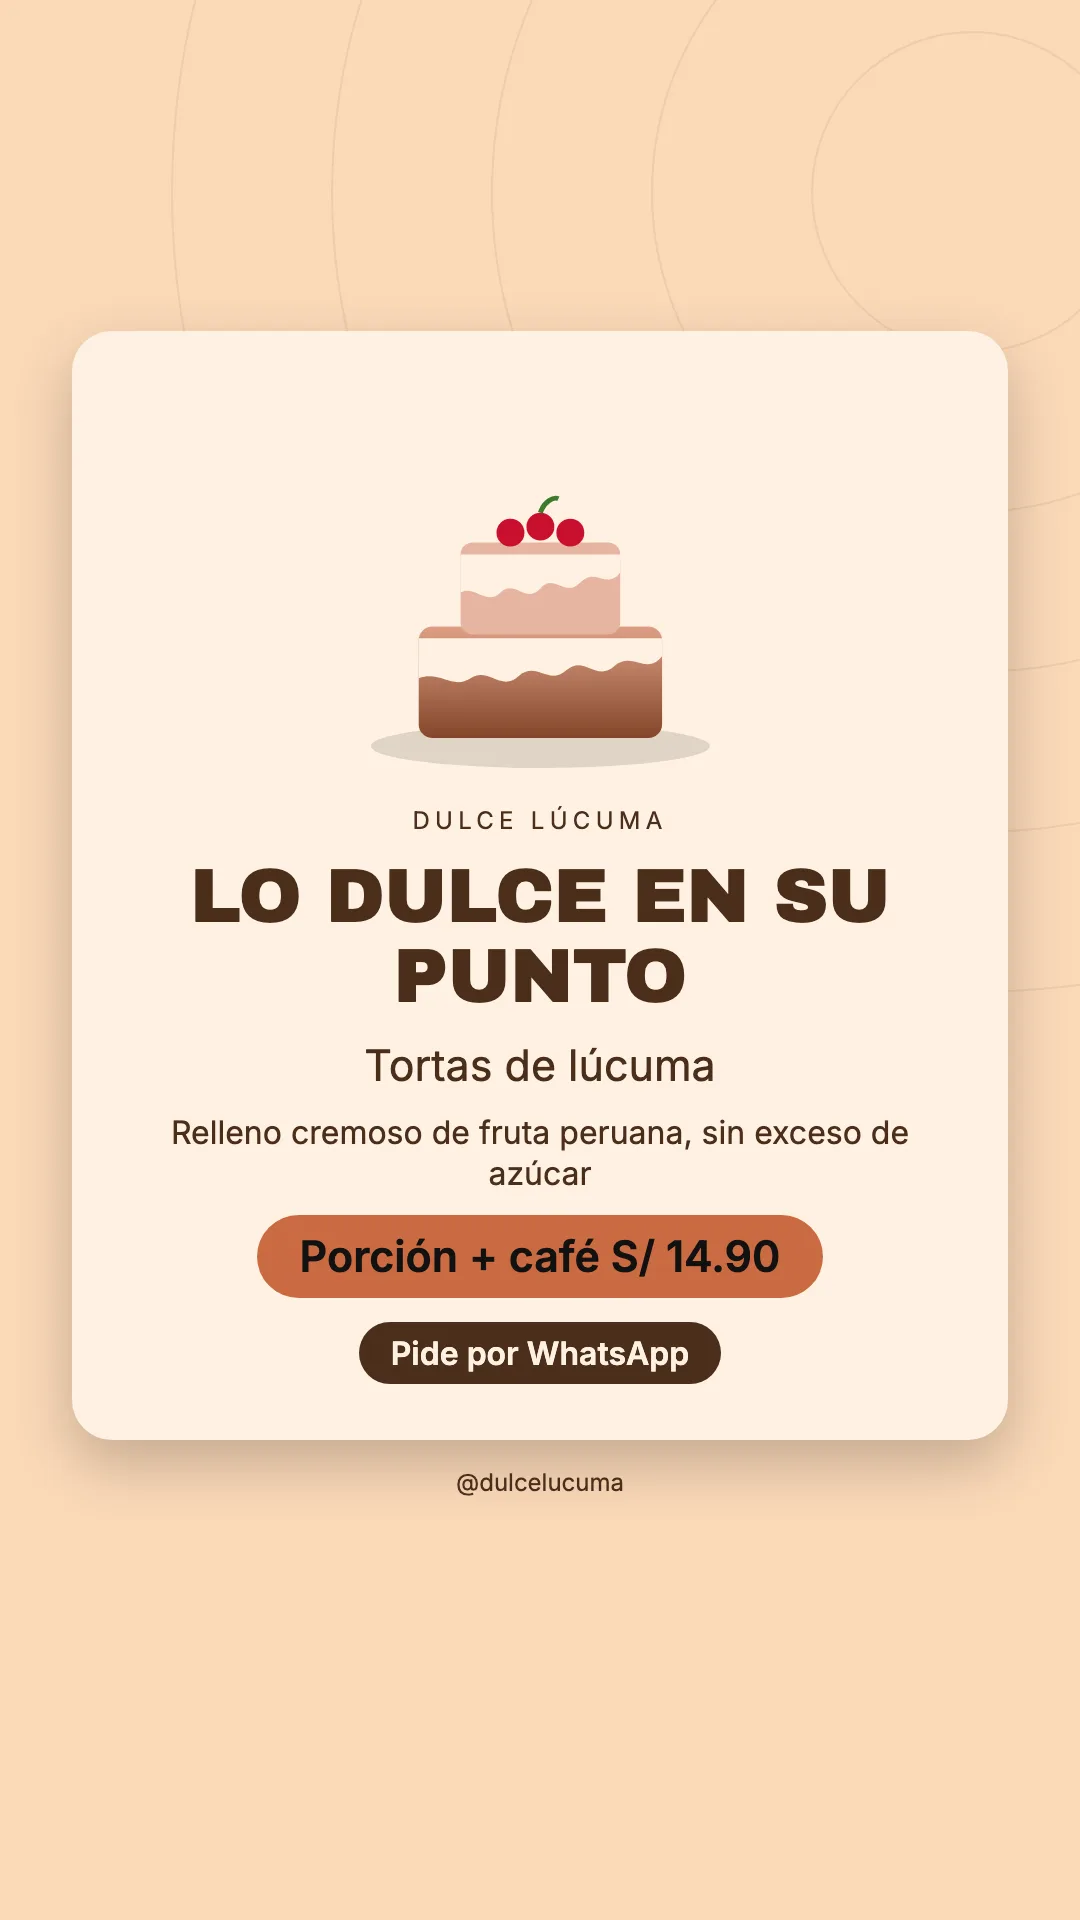 DULCE LÚCUMA
LO DULCE EN SU
PUNTO
Tortas de lúcuma
Relleno cremoso de fruta peruana, sin exceso de
azúcar
Porción + café S/ 14.90
Pide por WhatsApp
@dulcelucuma